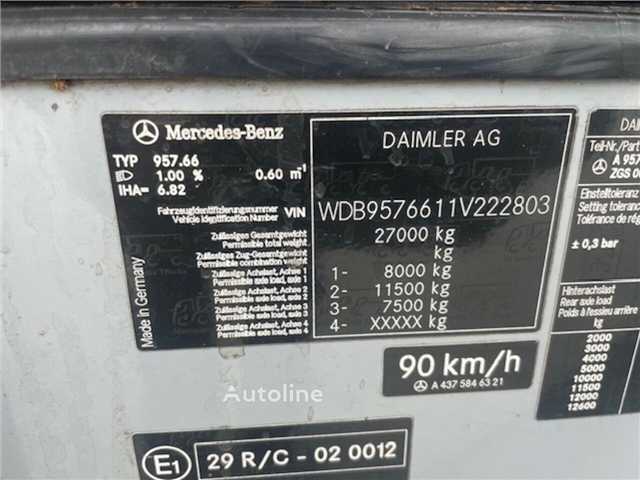 Mercedes-Benz
DAIMLER AG
TYP 957.66
1.00 % 0.60 m-1
IHA= 6.82
Fahrzeugidentifizierungsnummer
Vehicle Identification Number VIN WDB9576611V222803
Zulässiges Gesamtgewicht
Permissible total weight 27000 kg
Zulässiges Zug-Gesamtgewicht
Permissible combination weight kg
Zulässige Achslast, Achse 1
Permissible axle load, axle 1 1- 8000 kg
Zulässige Achslast, Achse 2
Permissible axle load, axle 2 2- 11500 kg
Zulässige Achslast, Achse 3
Permissible axle load, axle 3 3- 7500 kg
Zulässige Achslast, Achse 4
Permissible axle load, axle 4 4- XXXXX kg
Made in Germany
90 km/h
A 437 584 63 21
Autoline
E1 29 R/C - 02 0012
Teil-Nr./Part
A 957
ZGS
Einstelltoleranz
Setting tolerance
Tolérance de
± 0,3 bar
Hinterachslast
Rear axle load
Poids à l'essieu arrière
kg
2000
3000
4000
5000
10000
11500
12000
12600